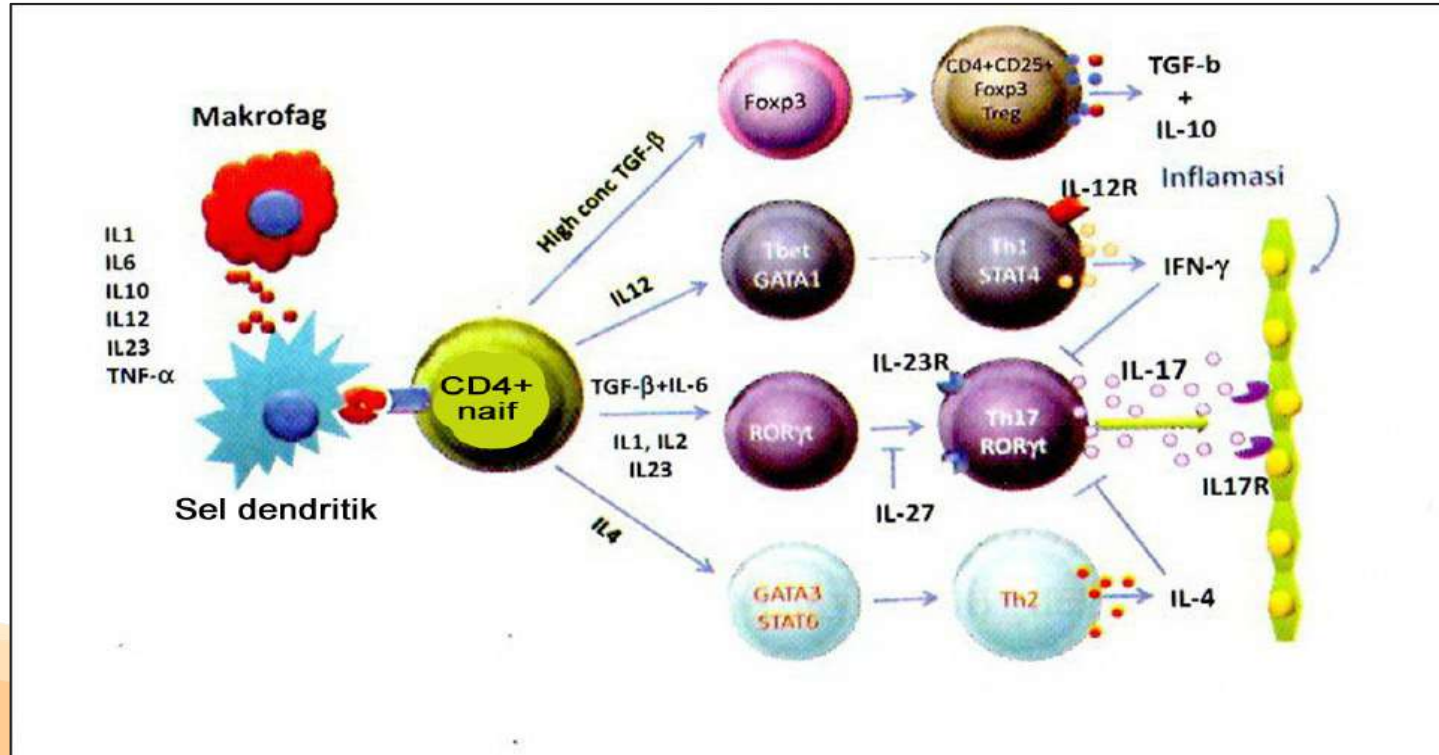 Makrofag
IL1
IL6
IL10
IL12
IL23
TNF-α
Sel dendritik
CD4+
naif
High conc TGF-β
IL12
TGF-β+IL-6
IL1, IL2
IL23
IL4
Foxp3
CD4+CD25+
Foxp3
Treg
TGF-b
+
IL-10
Inflamasi
Tbet
GATA1
IL-12R
Th1
STAT4
IFN-γ
RORγt
IL-27
IL-23R
Th17
RORγt
IL-17
IL17R
GATA3
STAT6
Th2
IL-4